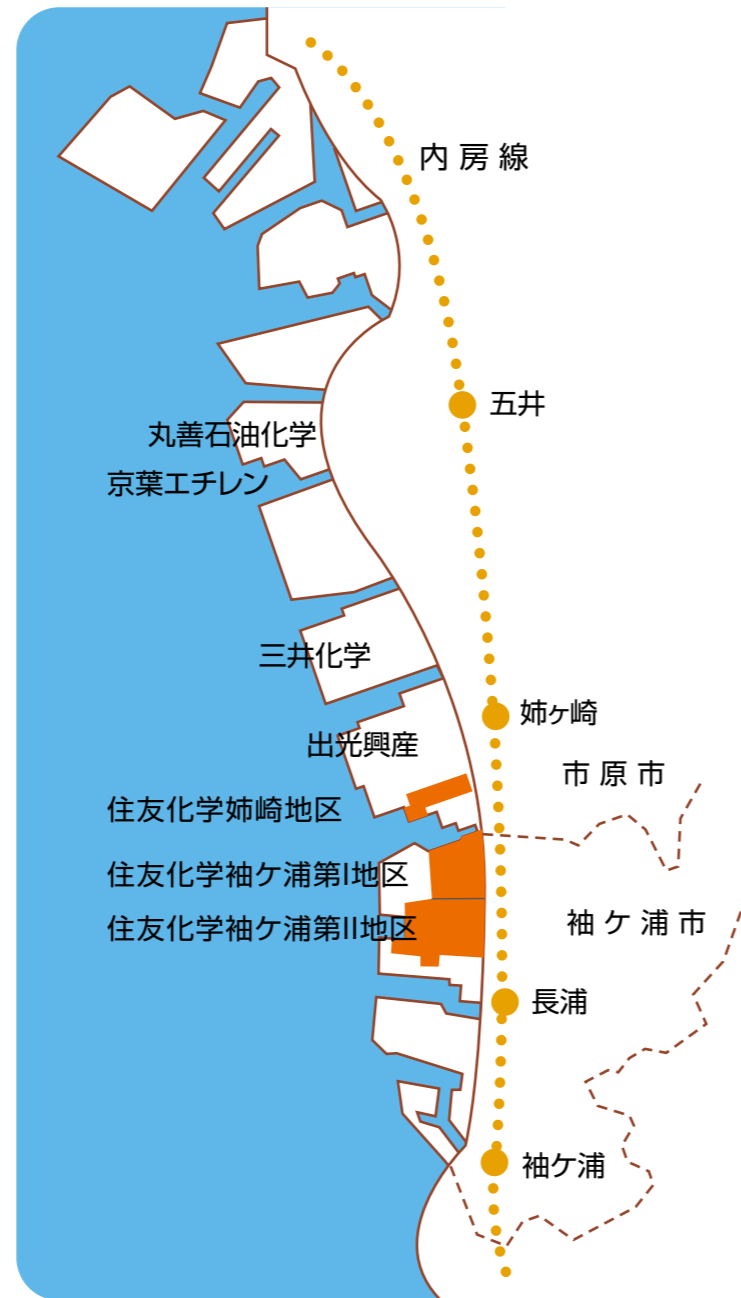 内房線
五井
丸善石油化学
京葉エチレン
三井化学
姉ヶ崎
出光興産
市原市
住友化学姉崎地区
住友化学袖ケ浦第I地区
袖ケ浦市
住友化学袖ケ浦第II地区
長浦
袖ケ浦